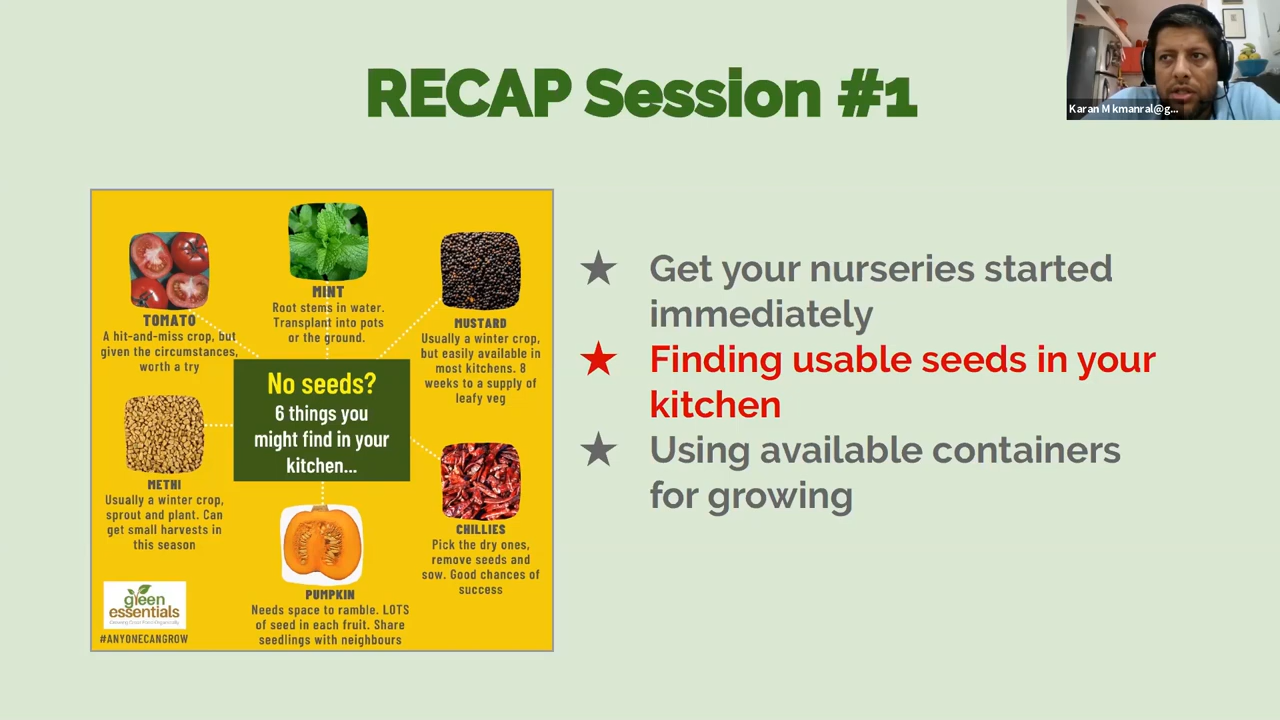 RECAP Session #1
Karan M kmanral@g...
TOMATO
A hit-and-miss crop, but
given the circumstances,
worth a try
MINT
Root stems in water.
Transplant into pots
or the ground.
MUSTARD
Usually a winter crop,
but easily available in
most kitchens. 8
weeks to a supply of
leafy veg
No seeds?
6 things you
might find in your
kitchen...
METHI
Usually a winter crop,
sprout and plant. Can
get small harvests in
this season
CHILLIES
Pick the dry ones,
remove seeds and
sow. Good chances of
success
PUMPKIN
Needs space to ramble. LOTS
of seed in each fruit. Share
seedlings with neighbours
green
essentials
#ANYONECANGROW
★ Get your nurseries started
immediately
★ Finding usable seeds in your
kitchen
★ Using available containers
for growing